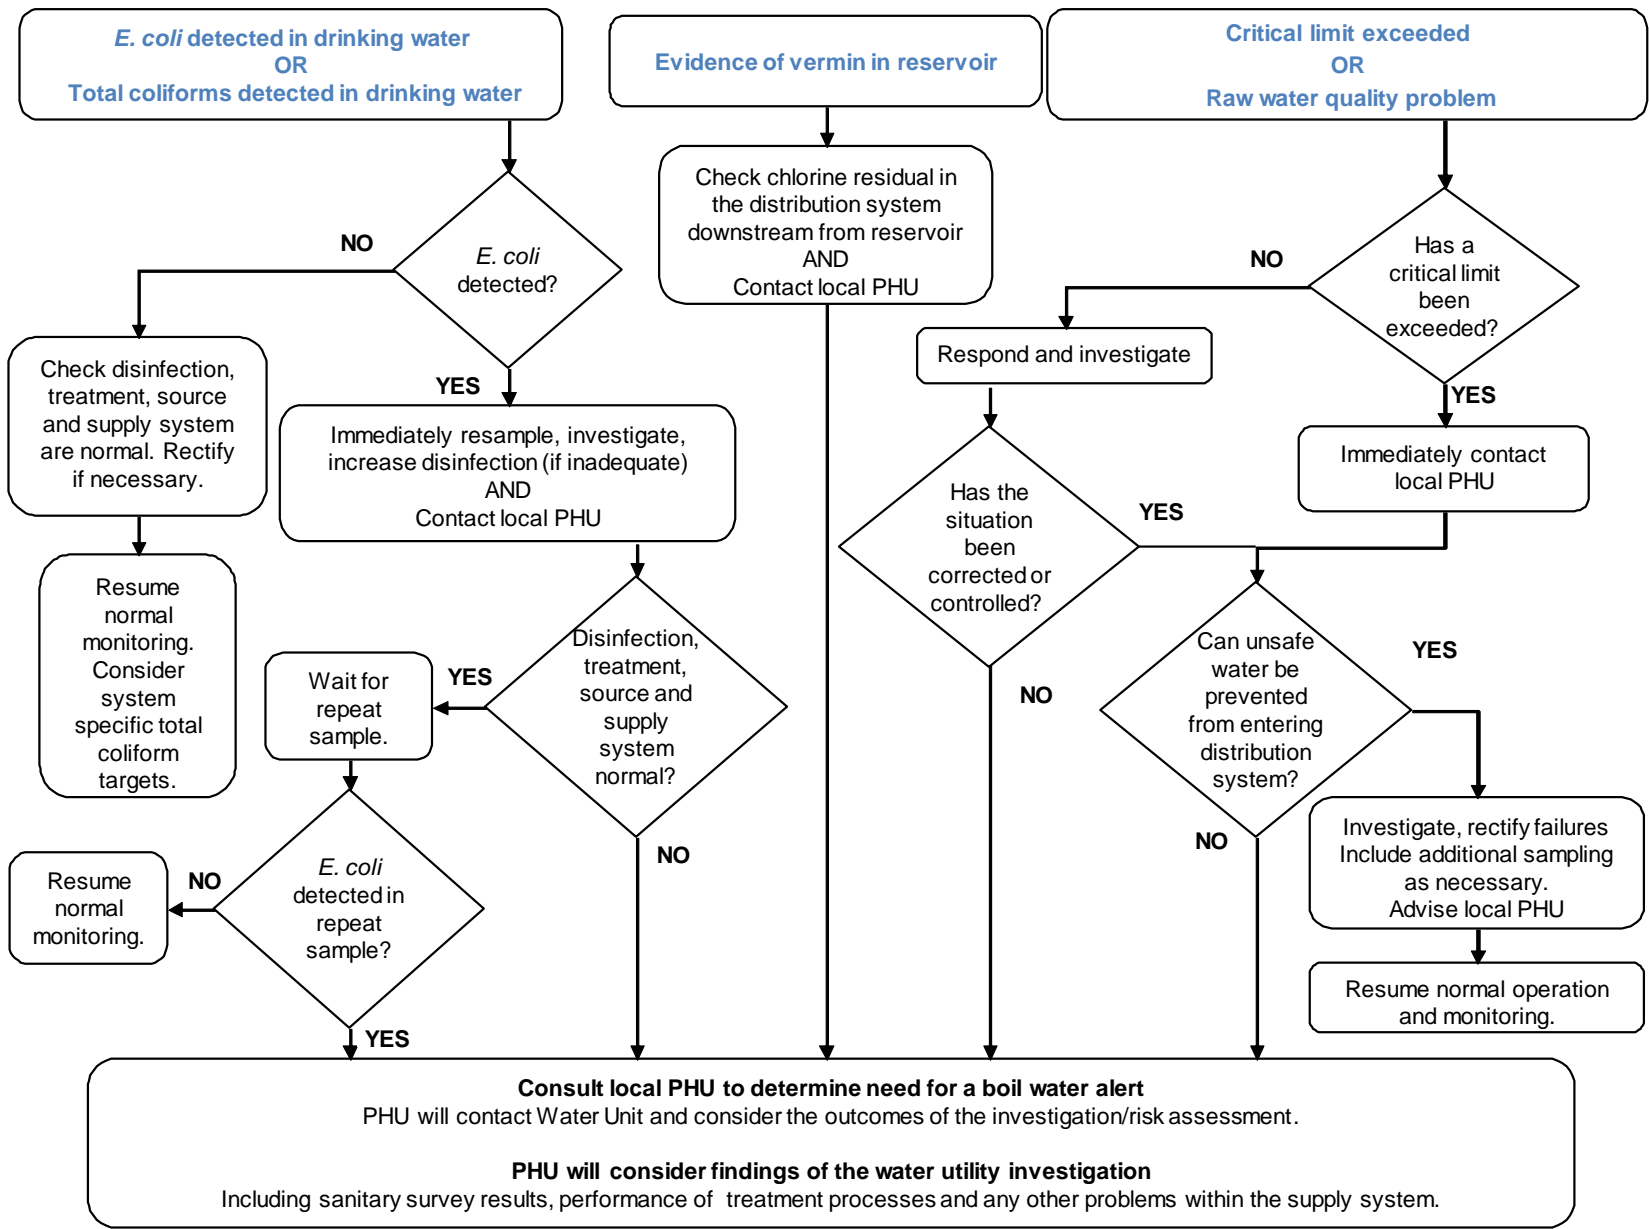 E. coli detected in drinking water
OR
Total coliforms detected in drinking water
Evidence of vermin in reservoir
Critical limit exceeded
OR
Raw water quality problem
Check chlorine residual in
the distribution system
downstream from reservoir
AND
Contact local PHU
NO
E. coli
detected?
YES
Check disinfection,
treatment, source
and supply system
are normal. Rectify
if necessary.
Resume
normal
monitoring.
Consider
system
specific total
coliform
targets.
Immediately resample, investigate,
increase disinfection (if inadequate)
AND
Contact local PHU
Disinfection,
treatment,
source and
supply
system
normal?
YES
NO
Wait for
repeat
sample.
E. coli
detected in
repeat
sample?
NO
YES
Resume
normal
monitoring.
Has a
critical limit
been
exceeded?
NO
YES
Respond and investigate
Immediately contact
local PHU
Has the
situation
been
corrected or
controlled?
YES
NO
Can unsafe
water be
prevented
from entering
distribution
system?
YES
NO
Investigate, rectify failures
Include additional sampling
as necessary.
Advise local PHU
Resume normal operation
and monitoring.
Consult local PHU to determine need for a boil water alert
PHU will contact Water Unit and consider the outcomes of the investigation/risk assessment.
PHU will consider findings of the water utility investigation
Including sanitary survey results, performance of treatment processes and any other problems within the supply system.